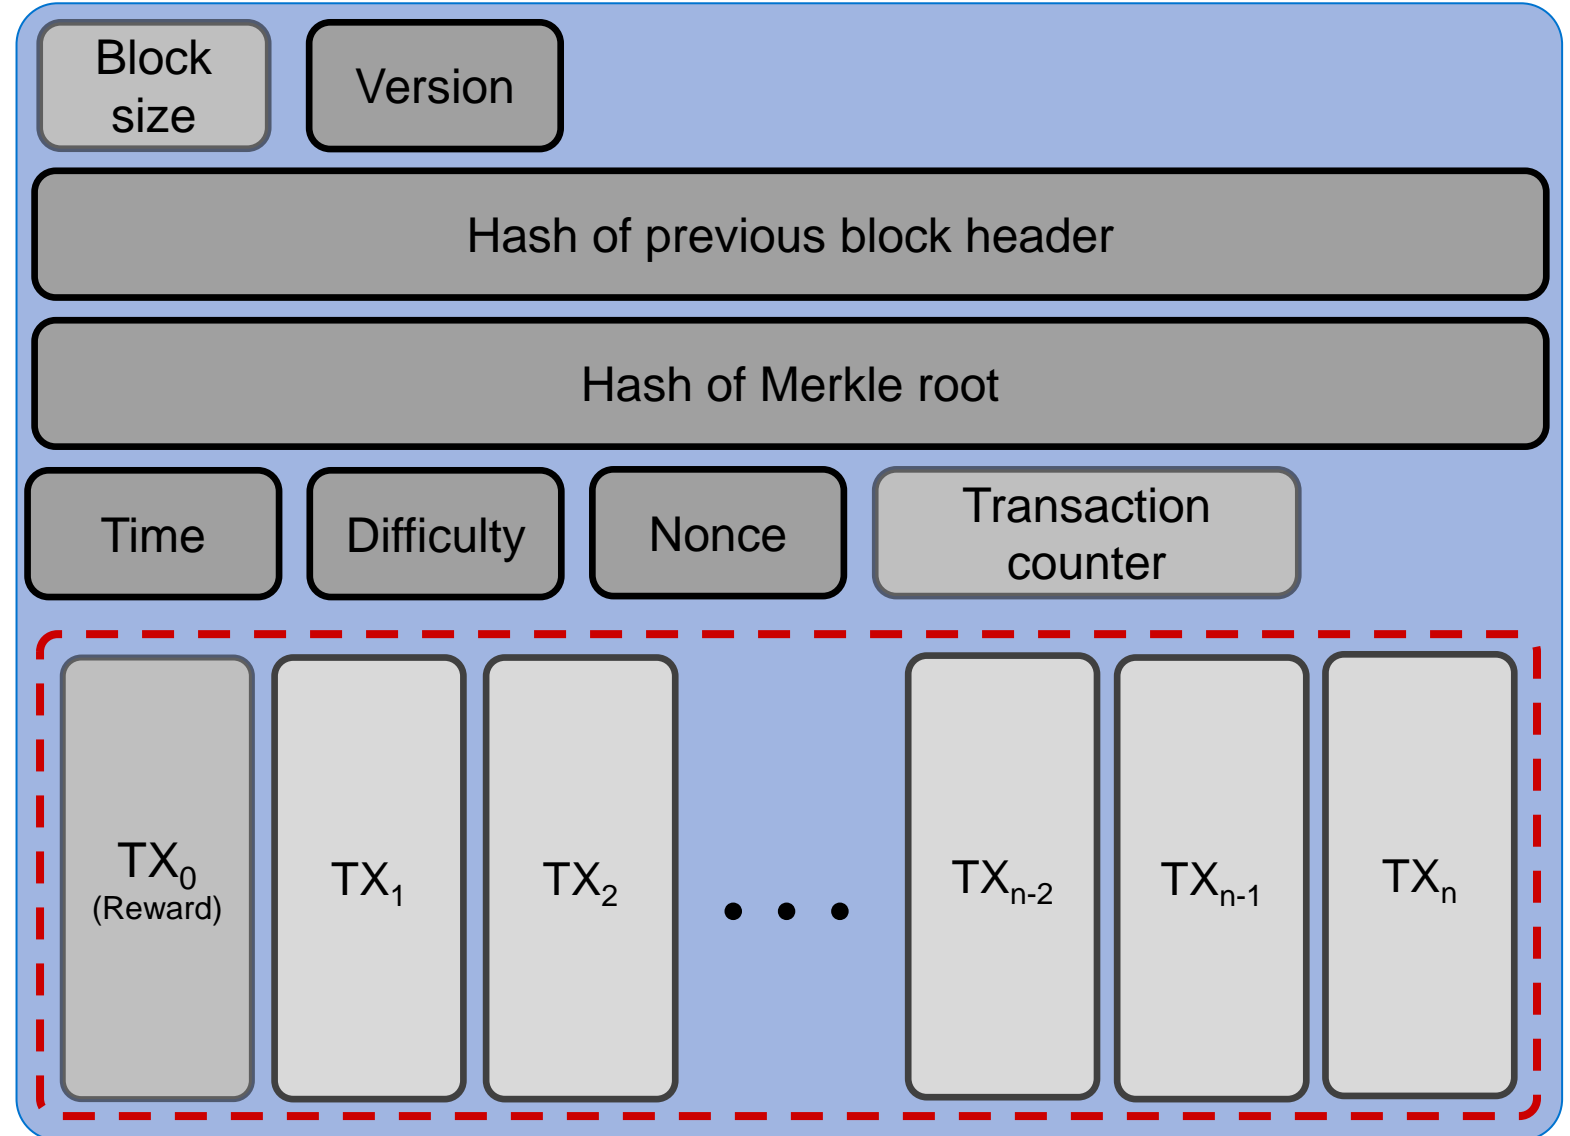 Block
size
Version
Hash of previous block header
Hash of Merkle root
Time
Difficulty
Nonce
Transaction
counter
TX₀
(Reward)
TX₁
TX₂
• • •
TXₙ₋₂
TXₙ₋₁
TXₙ